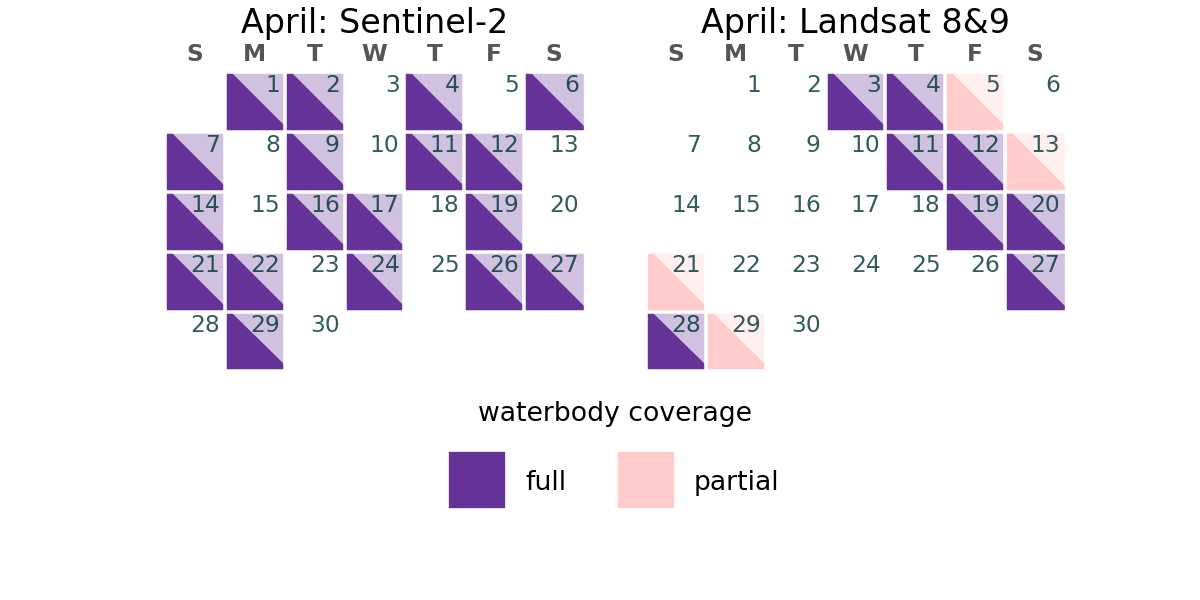 April: Sentinel-2
S M T W T F S
1 2 3 4 5 6
7 8 9 10 11 12 13
14 15 16 17 18 19 20
21 22 23 24 25 26 27
28 29 30
April: Landsat 8&9
S M T W T F S
1 2 3 4 5 6
7 8 9 10 11 12 13
14 15 16 17 18 19 20
21 22 23 24 25 26 27
28 29 30
waterbody coverage
full partial